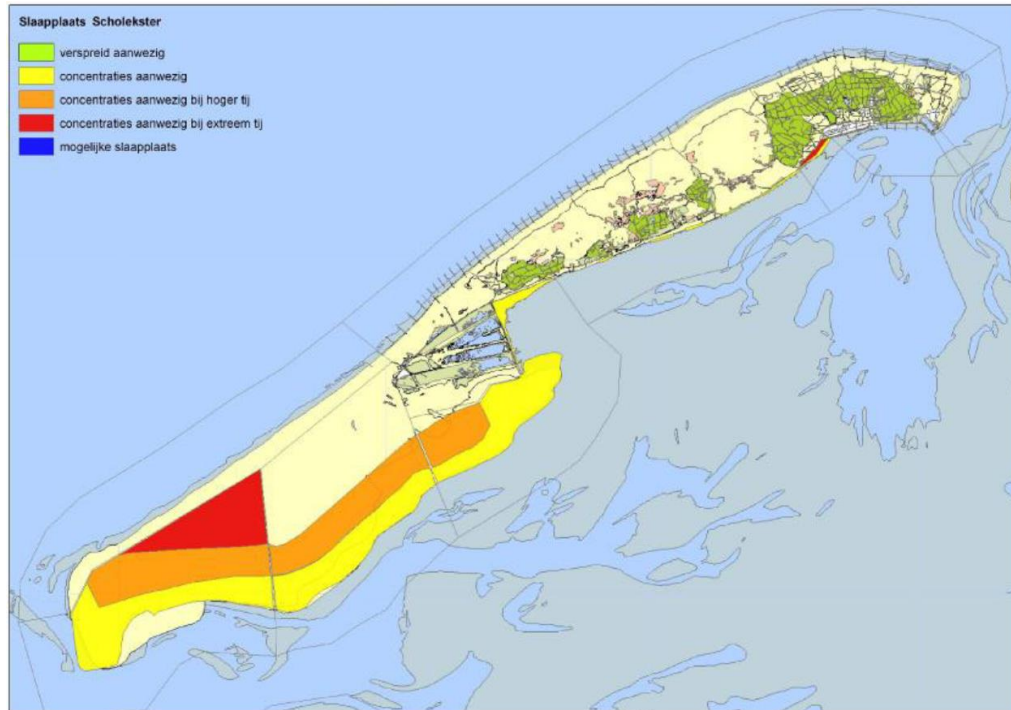 Slaapplaats Scholekster
verspreid aanwezig
concentraties aanwezig
concentraties aanwezig bij hoger tij
concentraties aanwezig bij extreem tij
mogelijke slaapplaats